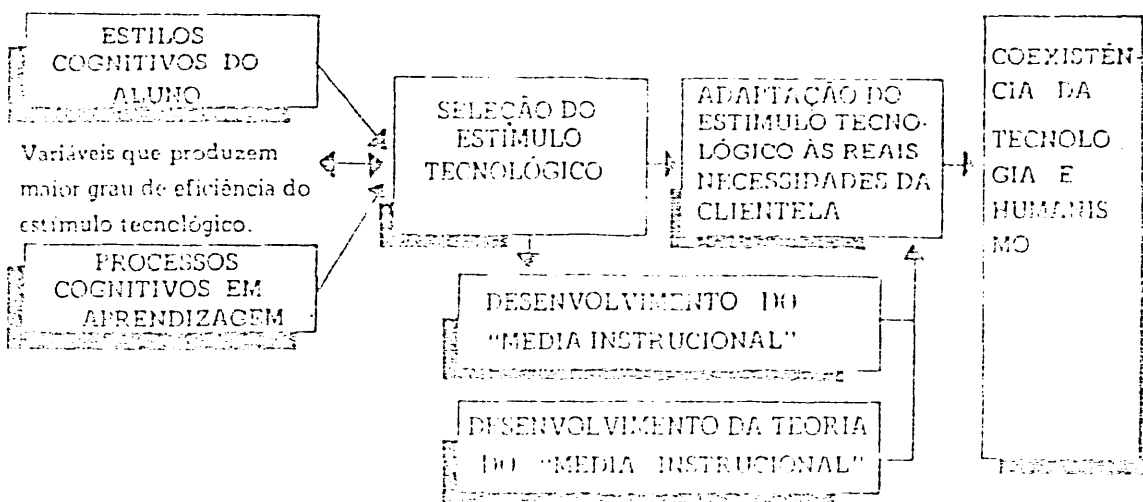 ESTILOS
COGNITIVOS DO
ALUNO
Variáveis que produzem
maior grau de eficiência do
estímulo tecnológico.
PROCESSOS
COGNITIVOS EM
APRENDIZAGEM
SELEÇÃO DO
ESTÍMULO
TECNOLÓGICO
ADAPTAÇÃO DO
ESTIMULO TECNO-
LÓGICO ÀS REAIS
NECESSIDADES DA
CLIENTELA
DESENVOLVIMENTO DO
"MEDIA INSTRUCIONAL"
DESENVOLVIMENTO DA TEORIA
DO "MEDIA INSTRUCIONAL"
COEXISTÊN-
CIA DA
TECNOLO
GIA E
HUMANIS
MO